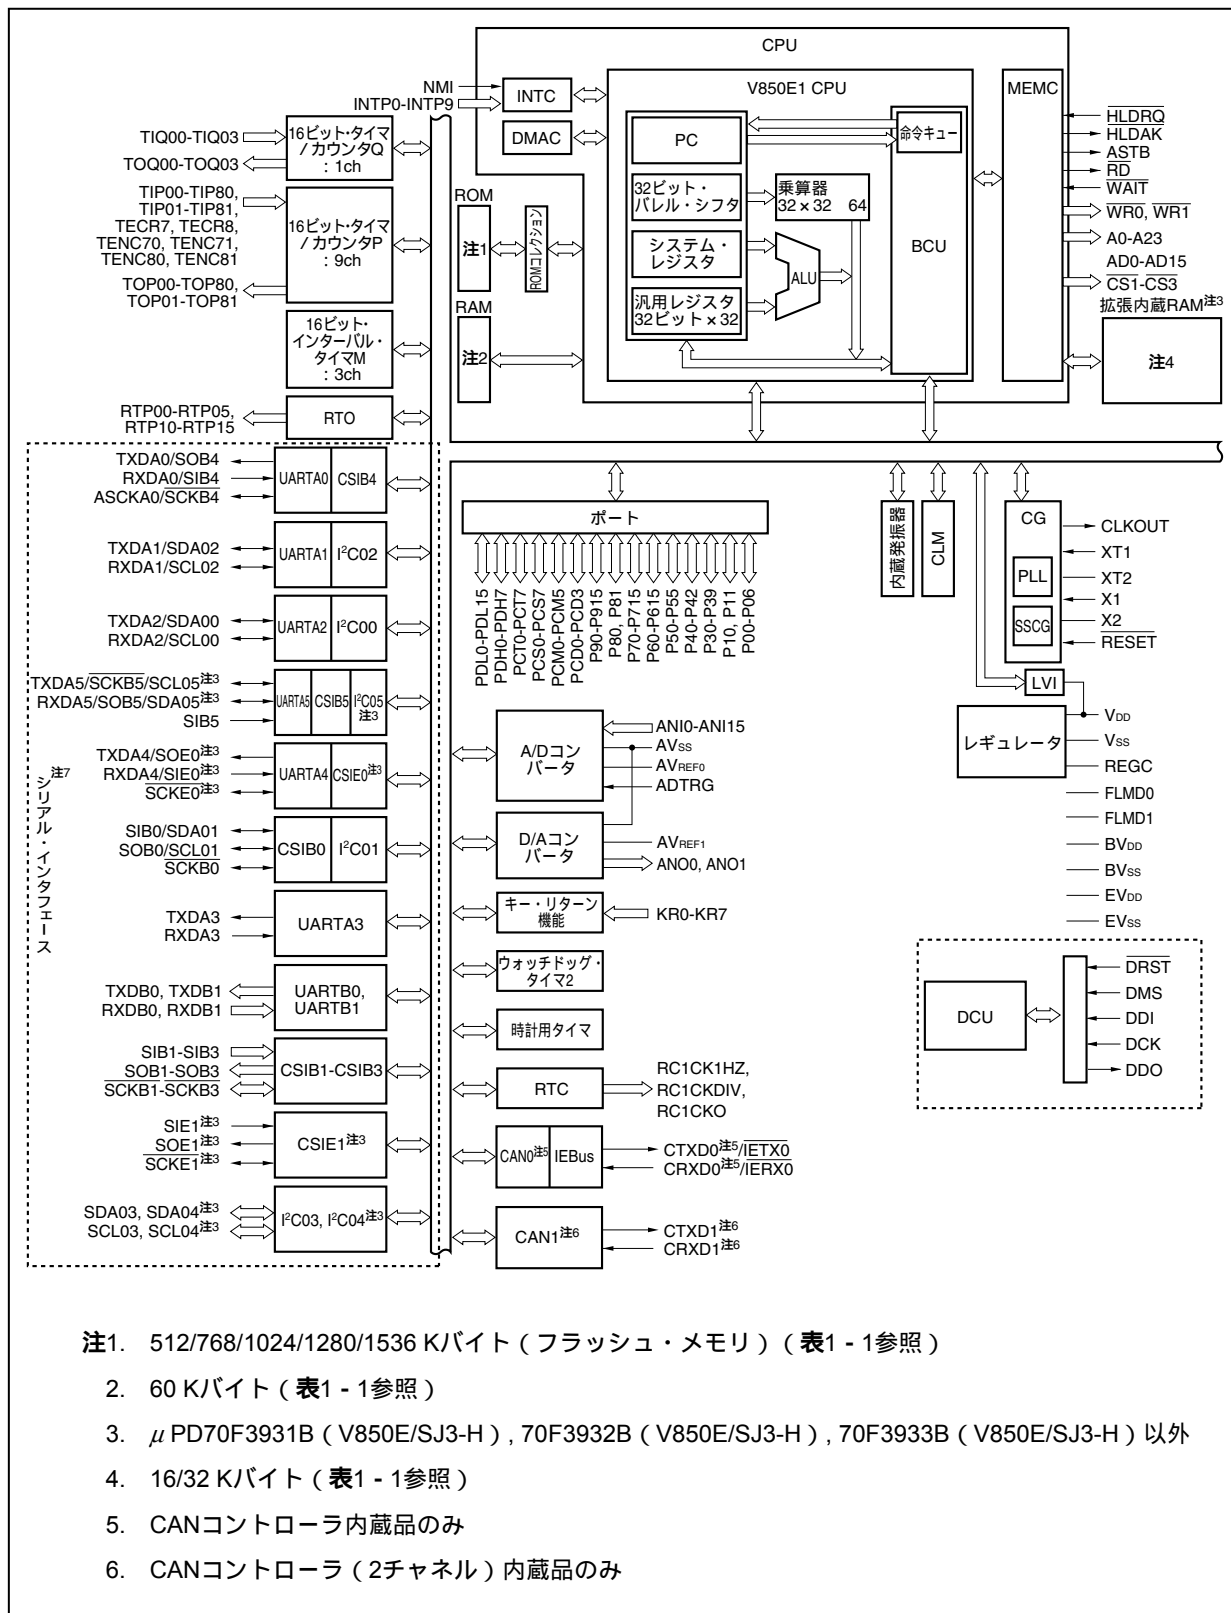 CPU
NMI
INTP0-INTP9
INTC
DMAC
V850E1 CPU
PC
32ビット・
バレル・シフタ
システム・
レジスタ
汎用レジスタ
32ビット×32
乗算器
32×32 64
ALU
命令キュー
BCU
MEMC
HLDRQ
HLDAK
ASTB
RD
WAIT
WR0, WR1
A0-A23
AD0-AD15
CS1-CS3
拡張内蔵RAM注3
注4
ROM
注1
ROMコレクション
RAM
注2
TIQ00-TIQ03
TOQ00-TOQ03
16ビット・タイマ
/ カウンタQ
: 1ch
TIP00-TIP80,
TIP01-TIP81,
TECR7, TECR8,
TENC70, TENC71,
TENC80, TENC81
TOP00-TOP80,
TOP01-TOP81
16ビット・タイマ
/ カウンタP
: 9ch
16ビット・
インターバル・
タイマM
: 3ch
RTP00-RTP05,
RTP10-RTP15
RTO
シリアル・インタフェース注7
TXDA0/SOB4
RXDA0/SIB4
ASCKA0/SCKB4
UARTA0 CSIB4
TXDA1/SDA02
RXDA1/SCL02
UARTA1 I²C02
TXDA2/SDA00
RXDA2/SCL00
UARTA2 I²C00
TXDA5/SCKB5/SCL05注3
RXDA5/SOB5/SDA05注3
SIB5
UARTA5 CSIB5 I²C05
注3
TXDA4/SOE0注3
RXDA4/SIE0注3
SCKE0注3
UARTA4 CSIE0注3
SIB0/SDA01
SOB0/SCL01
SCKB0
CSIB0 I²C01
TXDA3
RXDA3
UARTA3
TXDB0, TXDB1
RXDB0, RXDB1
UARTB0,
UARTB1
SIB1-SIB3
SOB1-SOB3
SCKB1-SCKB3
CSIB1-CSIB3
SIE1注3
SOE1注3
SCKE1注3
CSIE1注3
SDA03, SDA04注3
SCL03, SCL04注3
I²C03, I²C04注3
ポート
PDL0-PDL15
PDH0-PDH7
PCT0-PCT7
PCS0-PCS7
PCM0-PCM5
PCD0-PCD3
P90-P915
P80, P81
P70-P715
P60-P615
P50-P55
P40-P42
P30-P39
P10, P11
P00-P06
A/Dコン
バータ
ANI0-ANI15
AVSS
AVREF0
ADTRG
D/Aコン
バータ
AVREF1
ANO0, ANO1
キー・リターン
機能
KR0-KR7
ウォッチドッグ・
タイマ2
時計用タイマ
RTC
RC1CK1HZ,
RC1CKDIV,
RC1CKO
CAN0注5 IEBus
CTXD0注5/IETX0
CRXD0注5/IERX0
CAN1注6
CTXD1注6
CRXD1注6
内蔵発振器
CLM
CG
PLL
SSCG
CLKOUT
XT1
XT2
X1
X2
RESET
LVI
レギュレータ
VDD
VSS
REGC
FLMD0
FLMD1
BVDD
BVSS
EVDD
EVSS
DCU
DRST
DMS
DDI
DCK
DDO
注1. 512/768/1024/1280/1536 Kバイト（フラッシュ・メモリ）（表1 - 1参照）
2. 60 Kバイト（表1 - 1参照）
3. μ PD70F3931B（V850E/SJ3-H）, 70F3932B（V850E/SJ3-H）, 70F3933B（V850E/SJ3-H）以外
4. 16/32 Kバイト（表1 - 1参照）
5. CANコントローラ内蔵品のみ
6. CANコントローラ（2チャネル）内蔵品のみ